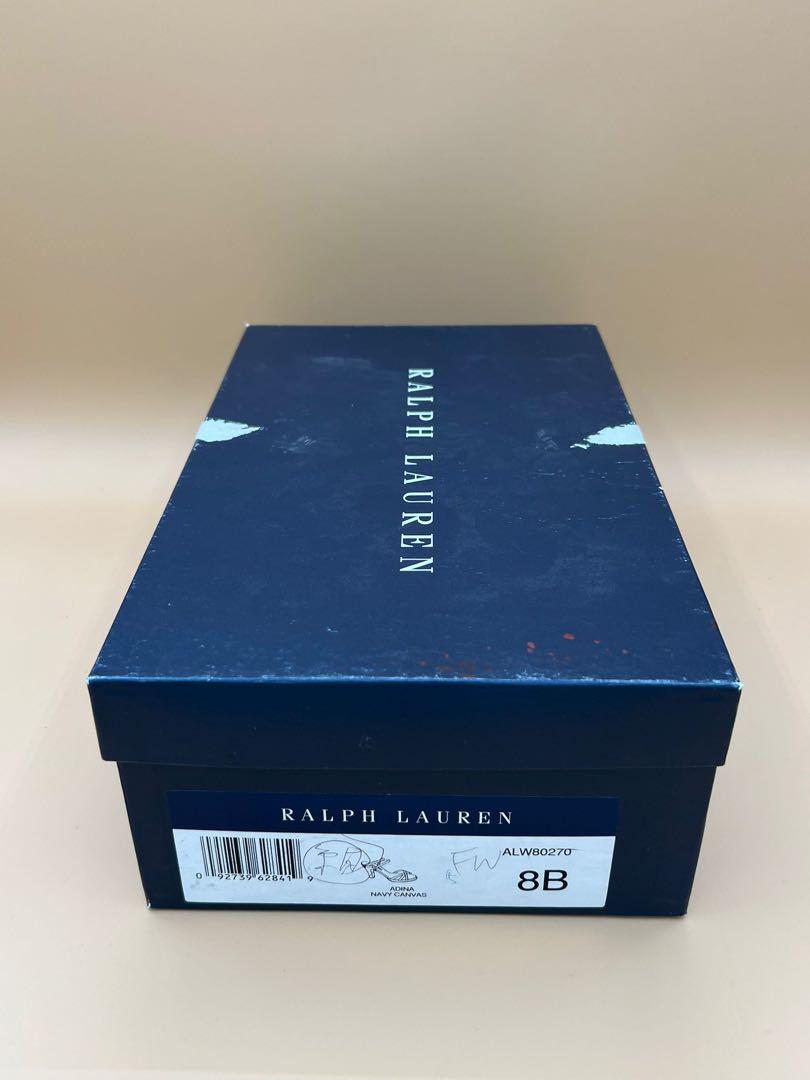 RALPH LAUREN
RALPH LAUREN
0 92739 62841 9
ADINA
NAVY CANVAS
FW
ALW80270
8B